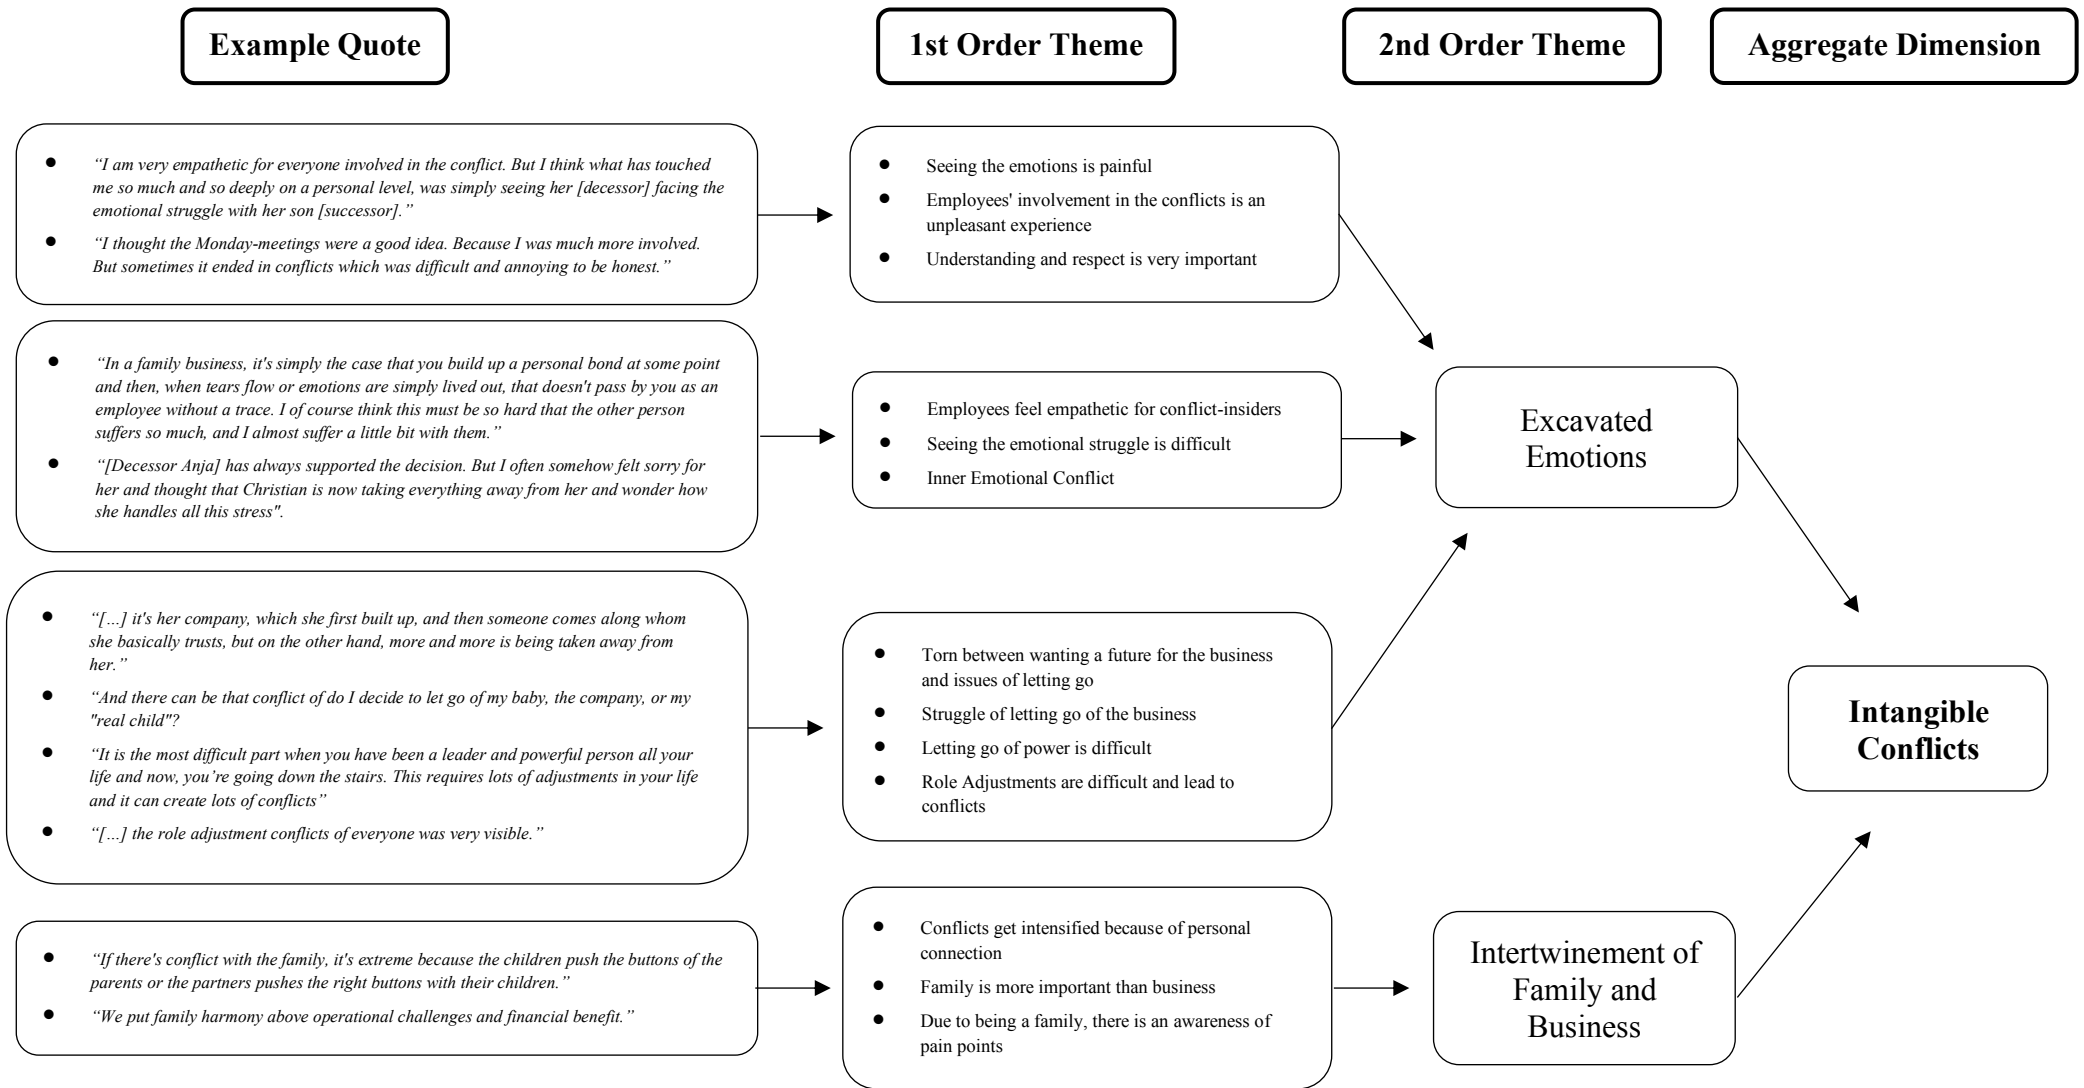 Example Quote
1st Order Theme
2nd Order Theme
Aggregate Dimension
● “I am very empathetic for everyone involved in the conflict. But I think what has touched
me so much and so deeply on a personal level, was simply seeing her [decessor] facing the
emotional struggle with her son [successor].”
● “I thought the Monday-meetings were a good idea. Because I was much more involved.
But sometimes it ended in conflicts which was difficult and annoying to be honest.”
● Seeing the emotions is painful
● Employees' involvement in the conflicts is an
unpleasant experience
● Understanding and respect is very important
● “In a family business, it's simply the case that you build up a personal bond at some point
and then, when tears flow or emotions are simply lived out, that doesn't pass by you as an
employee without a trace. I of course think this must be so hard that the other person
suffers so much, and I almost suffer a little bit with them.”
● “[Decessor Anja] has always supported the decision. But I often somehow felt sorry for
her and thought that Christian is now taking everything away from her and wonder how
she handles all this stress".
● Employees feel empathetic for conflict-insiders
● Seeing the emotional struggle is difficult
● Inner Emotional Conflict
Excavated
Emotions
● “[...] it's her company, which she first built up, and then someone comes along whom
she basically trusts, but on the other hand, more and more is being taken away from
her.”
● “And there can be that conflict of do I decide to let go of my baby, the company, or my
"real child"?
● “It is the most difficult part when you have been a leader and powerful person all your
life and now, you’re going down the stairs. This requires lots of adjustments in your life
and it can create lots of conflicts”
● “[...] the role adjustment conflicts of everyone was very visible.”
● Torn between wanting a future for the business
and issues of letting go
● Struggle of letting go of the business
● Letting go of power is difficult
● Role Adjustments are difficult and lead to
conflicts
Intangible
Conflicts
● “If there's conflict with the family, it's extreme because the children push the buttons of the
parents or the partners pushes the right buttons with their children.”
● “We put family harmony above operational challenges and financial benefit.”
● Conflicts get intensified because of personal
connection
● Family is more important than business
● Due to being a family, there is an awareness of
pain points
Intertwinement of
Family and
Business